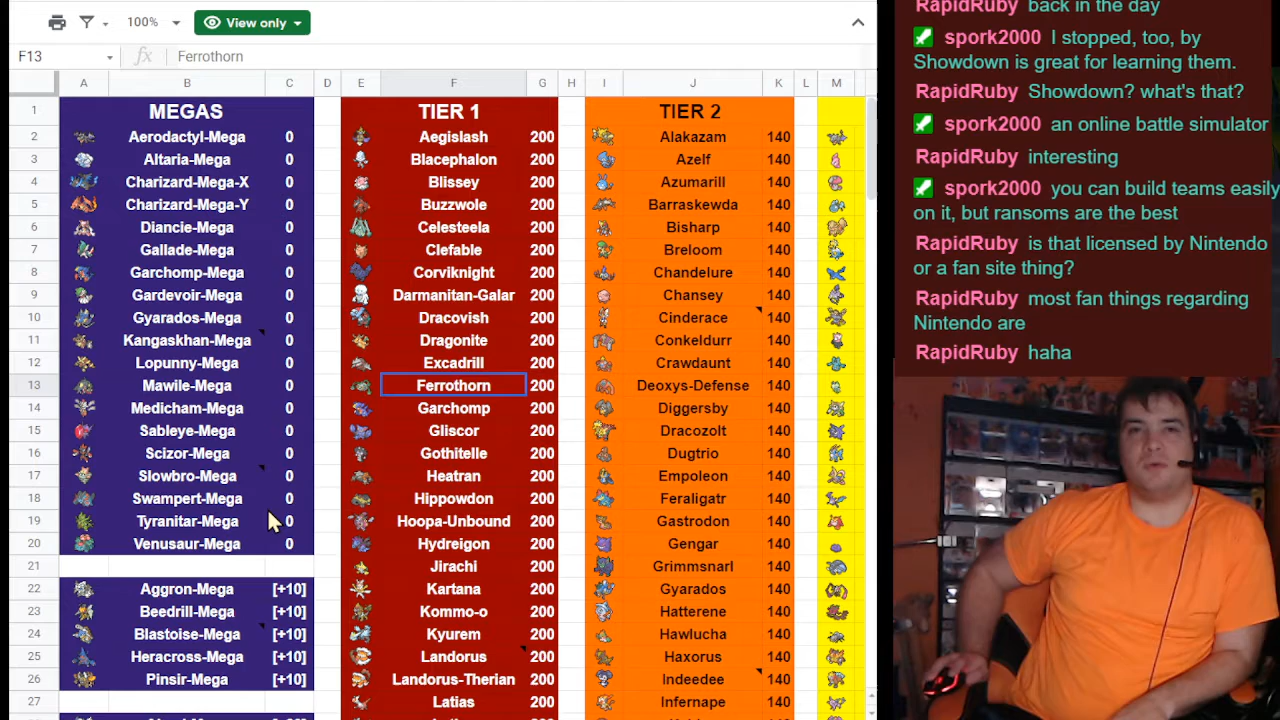 100%
View only
F13
fx
Ferrothorn
A B C D E F G H I J K L M
1 MEGAS TIER 1 TIER 2
2 Aerodactyl-Mega 0 Aegislash 200 Alakazam 140
3 Altaria-Mega 0 Blacephalon 200 Azelf 140
4 Charizard-Mega-X 0 Blissey 200 Azumarill 140
5 Charizard-Mega-Y 0 Buzzwole 200 Barraskewda 140
6 Diancie-Mega 0 Celesteela 200 Bisharp 140
7 Gallade-Mega 0 Clefable 200 Breloom 140
8 Garchomp-Mega 0 Corviknight 200 Chandelure 140
9 Gardevoir-Mega 0 Darmanitan-Galar 200 Chansey 140
10 Gyarados-Mega 0 Dracovish 200 Cinderace 140
11 Kangaskhan-Mega 0 Dragonite 200 Conkeldurr 140
12 Lopunny-Mega 0 Excadrill 200 Crawdaunt 140
13 Mawile-Mega 0 Ferrothorn 200 Deoxys-Defense 140
14 Medicham-Mega 0 Garchomp 200 Diggersby 140
15 Sableye-Mega 0 Gliscor 200 Dracozolt 140
16 Scizor-Mega 0 Gothitelle 200 Dugtrio 140
17 Slowbro-Mega 0 Heatran 200 Empoleon 140
18 Swampert-Mega 0 Hippowdon 200 Feraligatr 140
19 Tyranitar-Mega 0 Hoopa-Unbound 200 Gastrodon 140
20 Venusaur-Mega 0 Hydreigon 200 Gengar 140
21 Jirachi 200 Grimmsnarl 140
22 Aggron-Mega [+10] Kartana 200 Gyarados 140
23 Beedrill-Mega [+10] Kommo-o 200 Hatterene 140
24 Blastoise-Mega [+10] Kyurem 200 Hawlucha 140
25 Heracross-Mega [+10] Landorus 200 Haxorus 140
26 Pinsir-Mega [+10] Landorus-Therian 200 Indeedee 140
27 Latias 200 Infernape 140
RapidRuby back in the day
spork2000 I stopped, too, by
Showdown is great for learning them.
RapidRuby Showdown? what's that?
spork2000 an online battle simulator
RapidRuby interesting
spork2000 you can build teams easily
on it, but ransoms are the best
RapidRuby is that licensed by Nintendo
or a fan site thing?
RapidRuby most fan things regarding
Nintendo are
RapidRuby haha